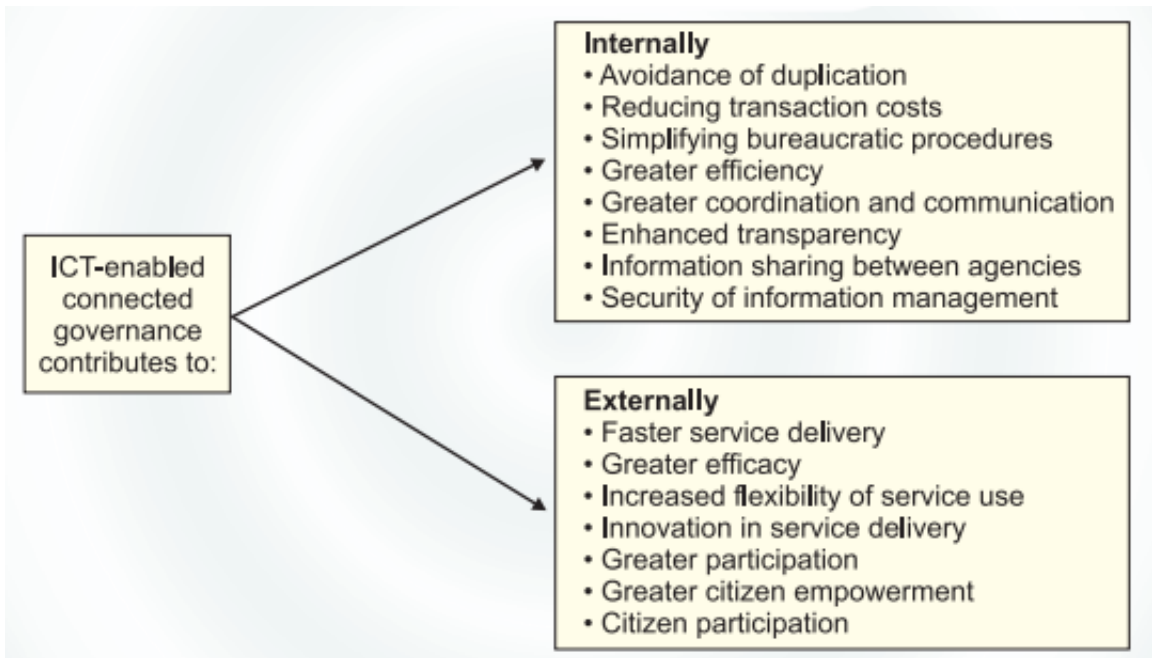 ICT-enabled
connected
governance
contributes to:
Internally
• Avoidance of duplication
• Reducing transaction costs
• Simplifying bureaucratic procedures
• Greater efficiency
• Greater coordination and communication
• Enhanced transparency
• Information sharing between agencies
• Security of information management
Externally
• Faster service delivery
• Greater efficacy
• Increased flexibility of service use
• Innovation in service delivery
• Greater participation
• Greater citizen empowerment
• Citizen participation